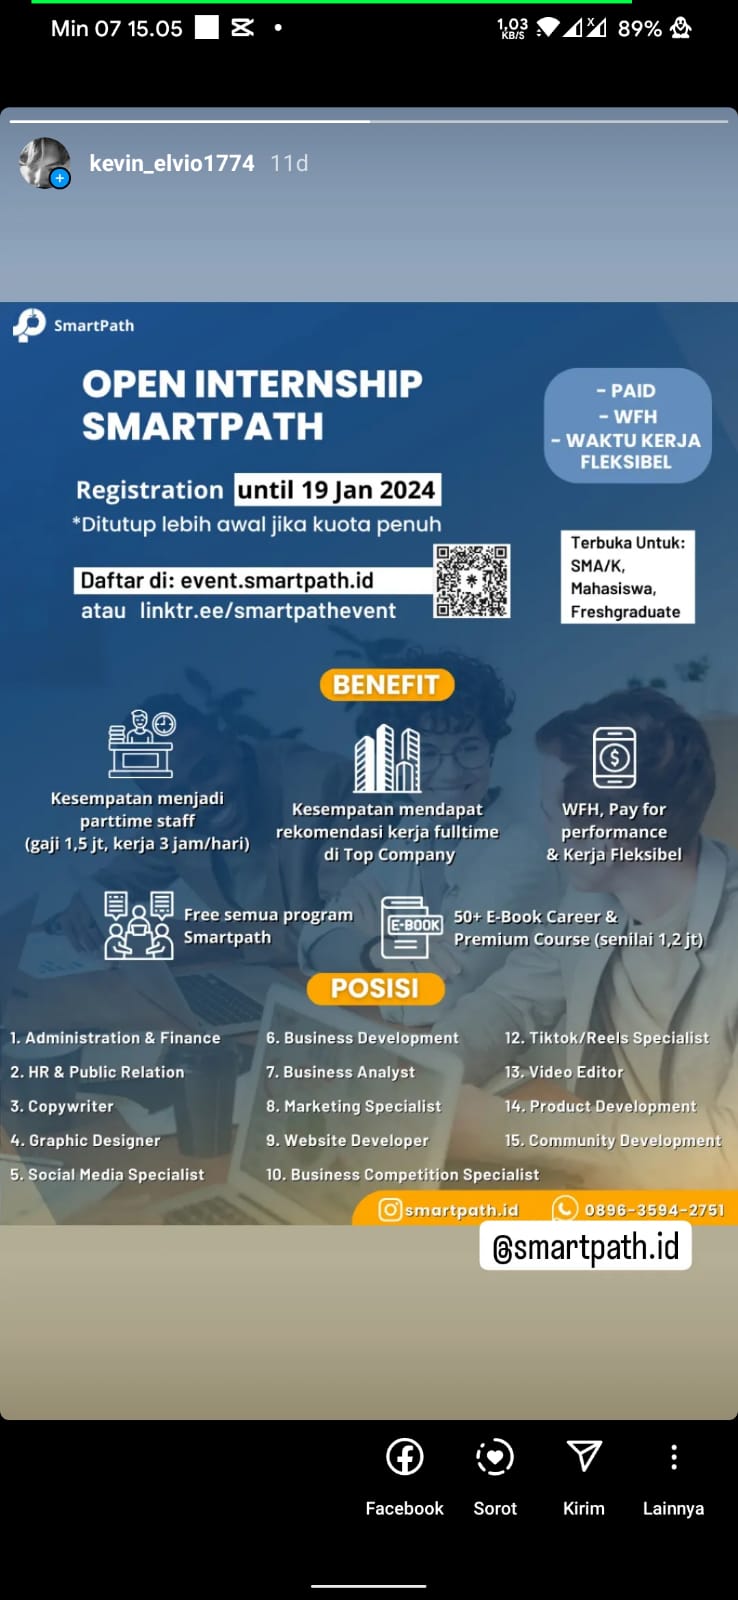 Min 07 15.05
1,03 KB/S
89%
kevin_elvio1774 11d
SmartPath
OPEN INTERNSHIP
SMARTPATH
- PAID
- WFH
- WAKTU KERJA
FLEKSIBEL
Registration until 19 Jan 2024
*Ditutup lebih awal jika kuota penuh
Daftar di: event.smartpath.id
atau linktr.ee/smartpathevent
Terbuka Untuk:
SMA/K,
Mahasiswa,
Freshgraduate
BENEFIT
Kesempatan menjadi
parttime staff
(gaji 1,5 jt, kerja 3 jam/hari)
Kesempatan mendapat
rekomendasi kerja fulltime
di Top Company
WFH, Pay for
performance
& Kerja Fleksibel
Free semua program
Smartpath
E-BOOK
50+ E-Book Career &
Premium Course (senilai 1,2 jt)
POSISI
1. Administration & Finance
2. HR & Public Relation
3. Copywriter
4. Graphic Designer
5. Social Media Specialist
6. Business Development
7. Business Analyst
8. Marketing Specialist
9. Website Developer
10. Business Competition Specialist
12. Tiktok/Reels Specialist
13. Video Editor
14. Product Development
15. Community Development
smartpath.id
0896-3594-2751
@smartpath.id
Facebook
Sorot
Kirim
Lainnya